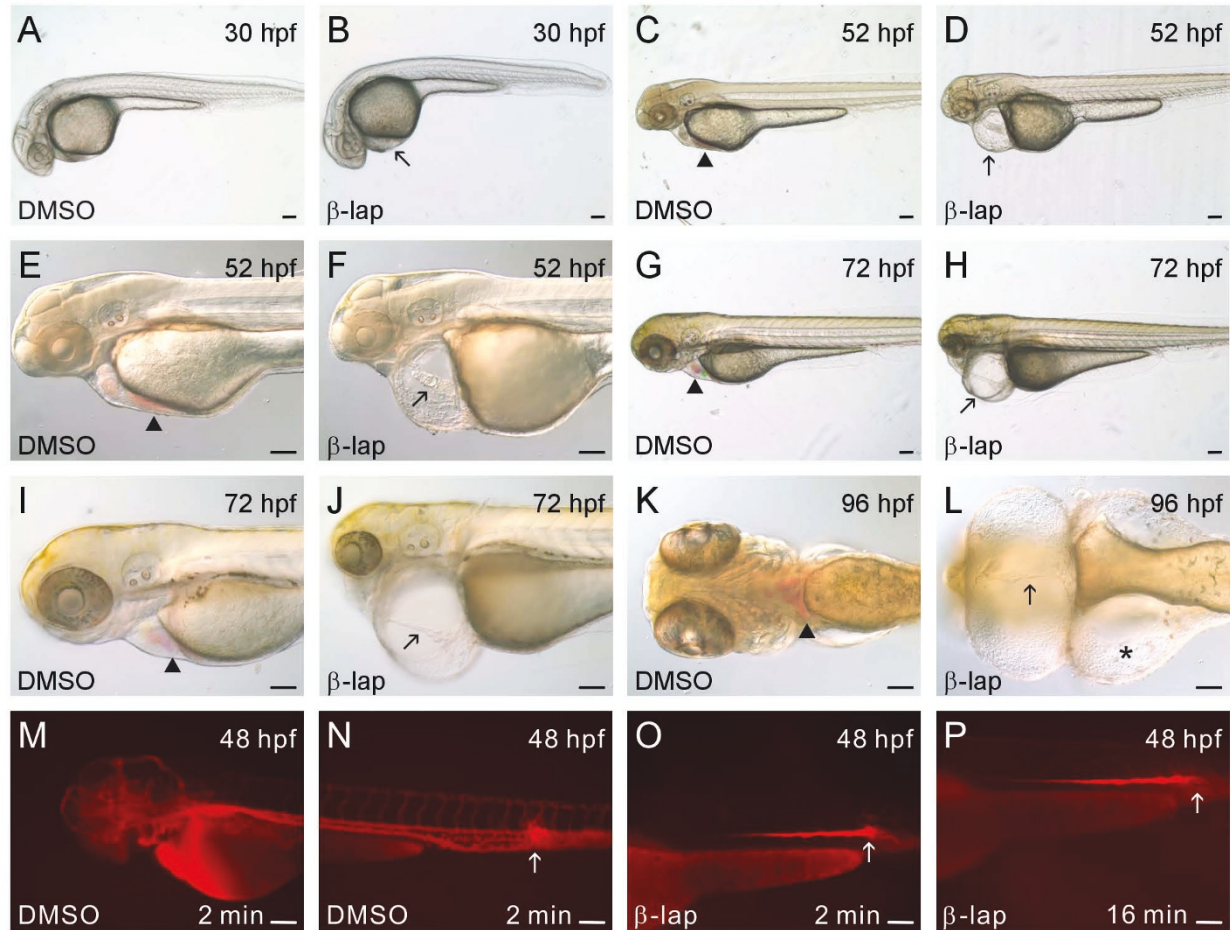 A 30 hpf
DMSO
B 30 hpf
β-lap
C 52 hpf
DMSO
D 52 hpf
β-lap
E 52 hpf
DMSO
F 52 hpf
β-lap
G 72 hpf
DMSO
H 72 hpf
β-lap
I 72 hpf
DMSO
J 72 hpf
β-lap
K 96 hpf
DMSO
L 96 hpf
β-lap
*
M 48 hpf
DMSO 2 min
N 48 hpf
DMSO 2 min
O 48 hpf
β-lap 2 min
P 48 hpf
β-lap 16 min